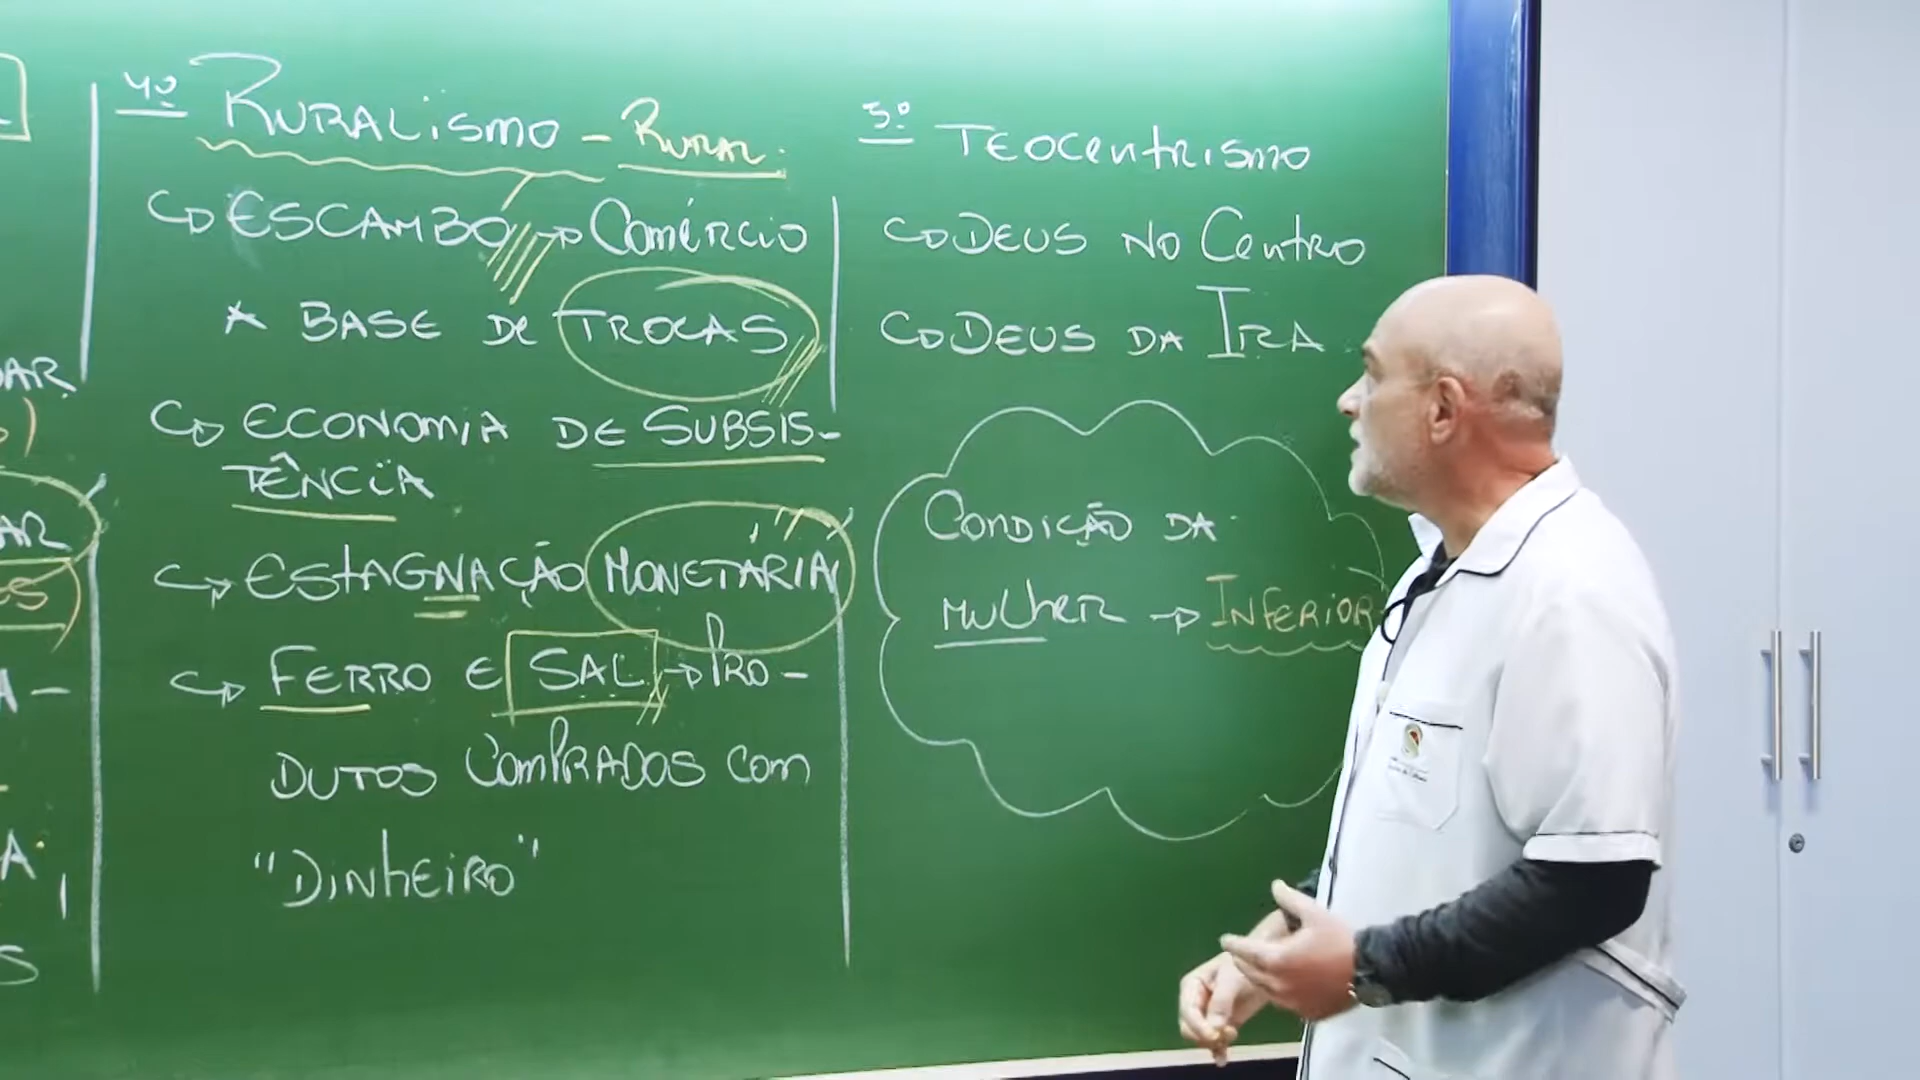 4º Ruralismo - Rural.
↳ Escambo → Comércio
A base de trocas
↳ Economia de subsis-
tência
↳ Estagnação monetária
↳ Ferro e sal → Pro-
dutos comprados com
"Dinheiro"
5º Teocentrismo
↳ Deus no Centro
↳ Deus da Ira
Condição da
mulher → Inferior